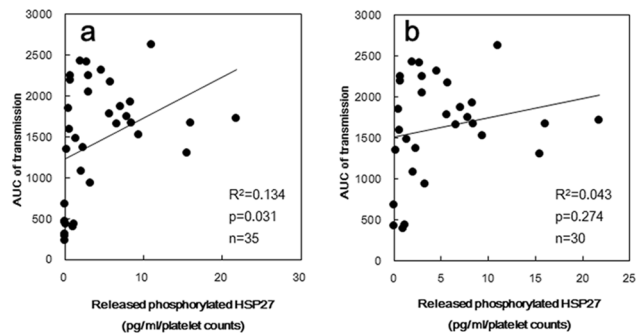 a
3000
2500
2000
1500
1000
500
0
AUC of transmission
R²=0.134
p=0.031
n=35
0 10 20 30
Released phosphorylated HSP27
(pg/ml/platelet counts)
b
3000
2500
2000
1500
1000
500
0
AUC of transmission
R²=0.043
p=0.274
n=30
0 5 10 15 20 25
Released phosphorylated HSP27
(pg/ml/platelet counts)